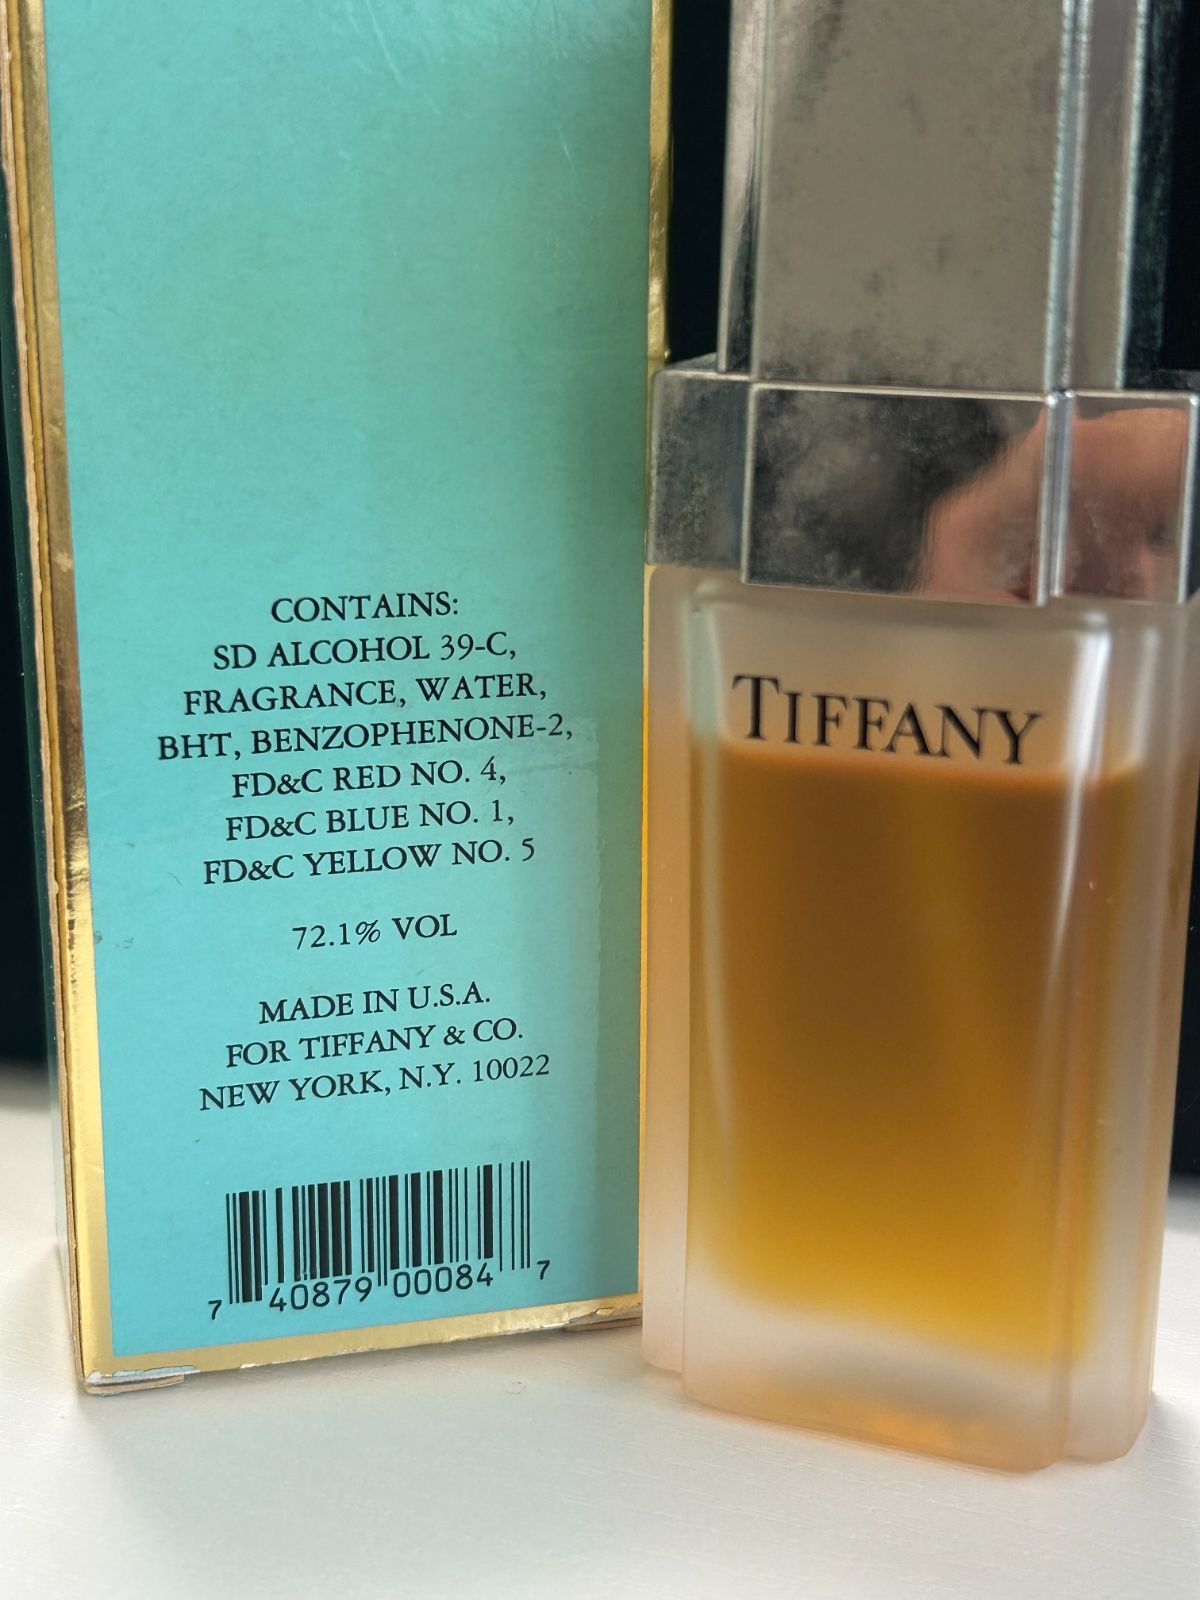 CONTAINS:
SD ALCOHOL 39-C,
FRAGRANCE, WATER,
BHT, BENZOPHENONE-2,
FD&C RED NO. 4,
FD&C BLUE NO. 1,
FD&C YELLOW NO. 5
72.1% VOL
MADE IN U.S.A.
FOR TIFFANY & CO.
NEW YORK, N.Y. 10022
7 40879 00084 7
TIFFANY